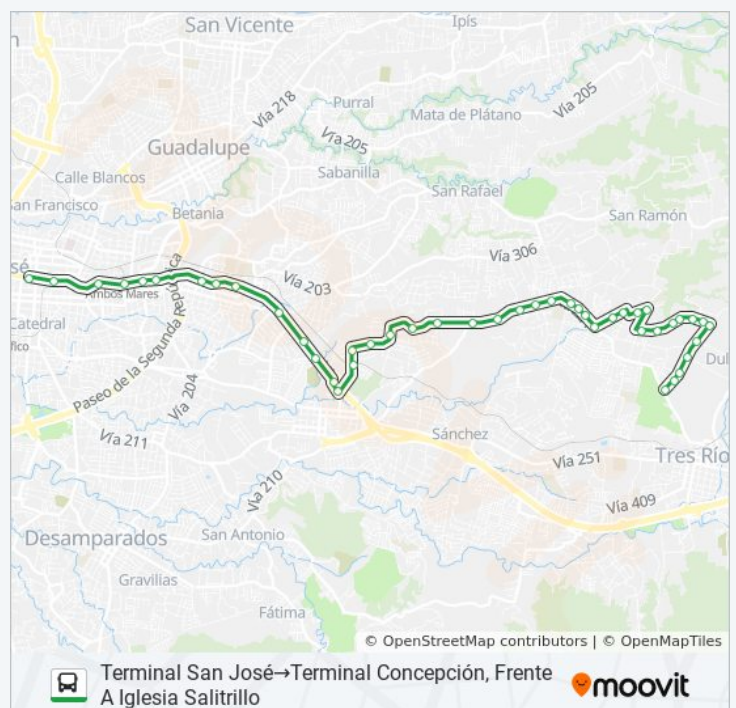 San Vicente
Ipís
n
Vía 218
Purral
Vía 205
Mata de Plátano
Vía 205
Guadalupe
Sabanilla
Calle Blancos
San Rafael
San Francisco
Betania
San Ramón
Vía 306
sé
Vía 203
Ambos Mares
Catedral
Paseo de la Segunda República
fico
Dul
Vía 204
Vía 211
Sánchez
Tres Río
Vía 251
Vía 210
Vía 409
Desamparados
San Antonio
Gravilias
Fátima
© OpenStreetMap contributors | © OpenMapTiles
Terminal San José→Terminal Concepción, Frente
A Iglesia Salitrillo
moovit